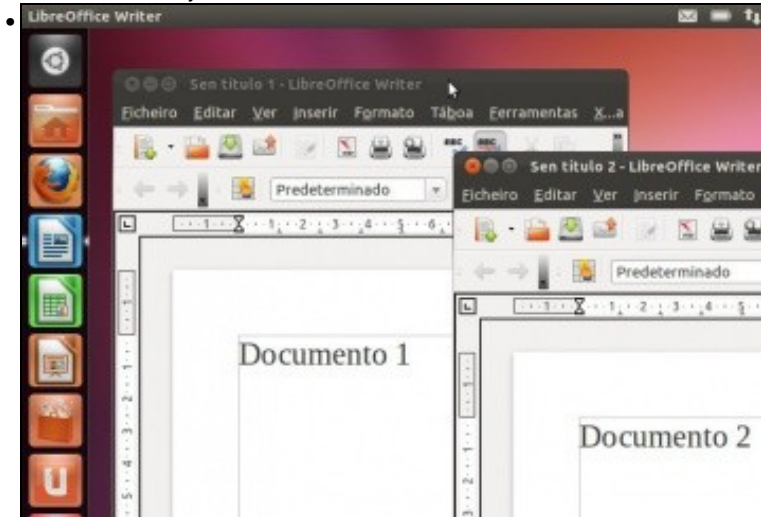 LibreOffice Writer
Sen título 1 - LibreOffice Writer
Ficheiro Editar Ver Inserir Formato Táboa Ferramentas X...a
Predeterminado
Documento 1
Sen título 2 - LibreOffice Writer
Ficheiro Editar Ver Inserir Formato
Predeterminado
Documento 2